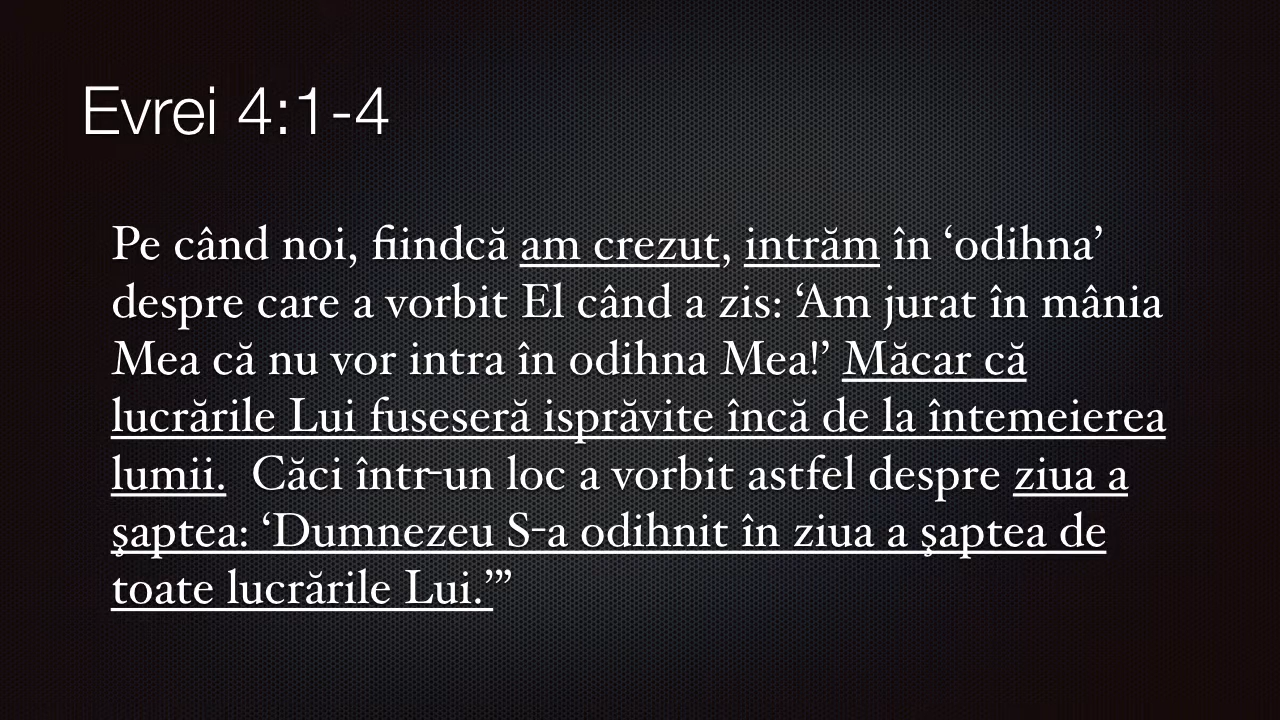 Evrei 4:1-4
Pe când noi, fiindcă am crezut, intrăm în ‘odihna’
despre care a vorbit El când a zis: ‘Am jurat în mânia
Mea că nu vor intra în odihna Mea!’ Măcar că
lucrările Lui fuseseră isprăvite încă de la întemeierea
lumii.  Căci într-un loc a vorbit astfel despre ziua a
şaptea: ‘Dumnezeu S-a odihnit în ziua a şaptea de
toate lucrările Lui.’”